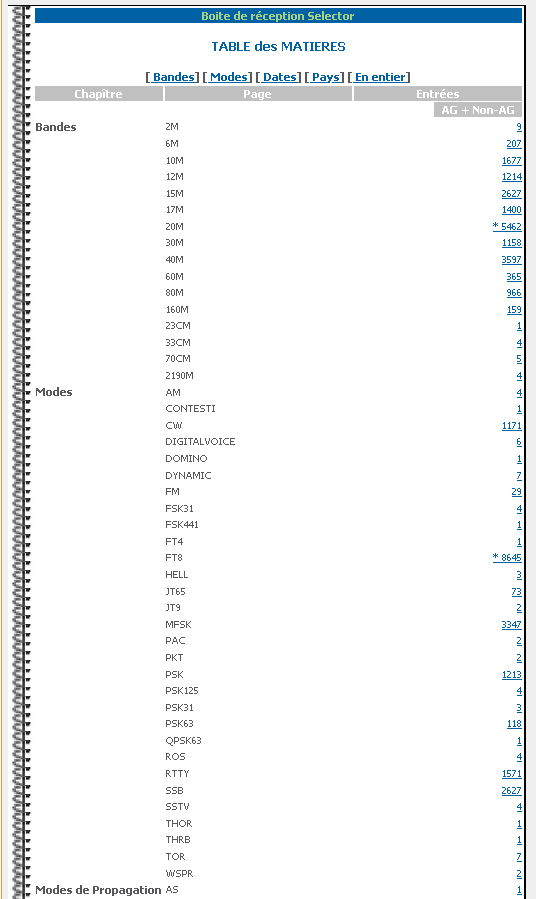 Boite de réception Selector
TABLE des MATIERES
[ Bandes] [ Modes] [ Dates] [ Pays] [ En entier]
Chapître Page Entrées
AG + Non-AG
Bandes 2M 9
6M 207
10M 1677
12M 1214
15M 2627
17M 1400
20M * 5462
30M 1158
40M 3597
60M 365
80M 966
160M 159
23CM 1
33CM 4
70CM 5
2190M 4
Modes AM 4
CONTESTI 1
CW 1171
DIGITALVOICE 6
DOMINO 1
DYNAMIC 7
FM 29
FSK31 4
FSK441 1
FT4 1
FT8 * 8645
HELL 3
JT65 73
JT9 2
MFSK 3347
PAC 2
PKT 2
PSK 1213
PSK125 4
PSK31 3
PSK63 118
QPSK63 1
ROS 4
RTTY 1571
SSB 2627
SSTV 4
THOR 1
THRB 1
TOR 7
WSPR 2
Modes de Propagation AS 1